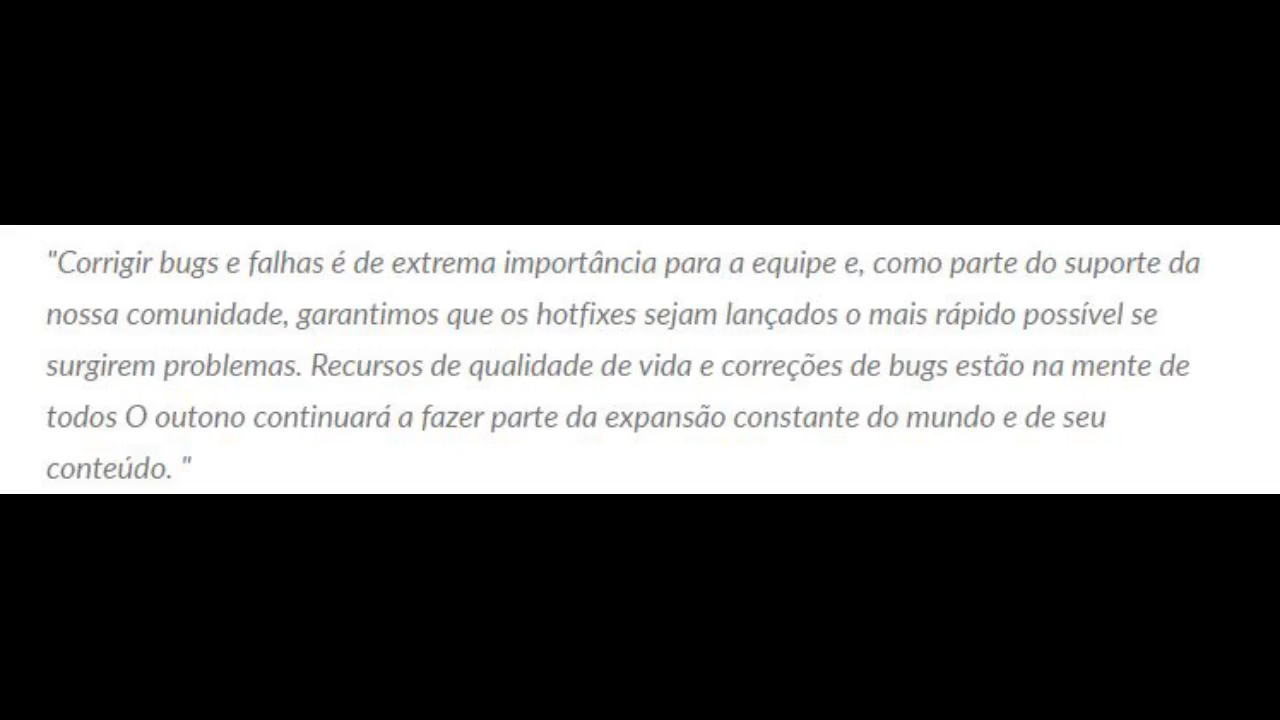 "Corrigir bugs e falhas é de extrema importância para a equipe e, como parte do suporte da
nossa comunidade, garantimos que os hotfixes sejam lançados o mais rápido possível se
surgirem problemas. Recursos de qualidade de vida e correções de bugs estão na mente de
todos O outono continuará a fazer parte da expansão constante do mundo e de seu
conteúdo. "